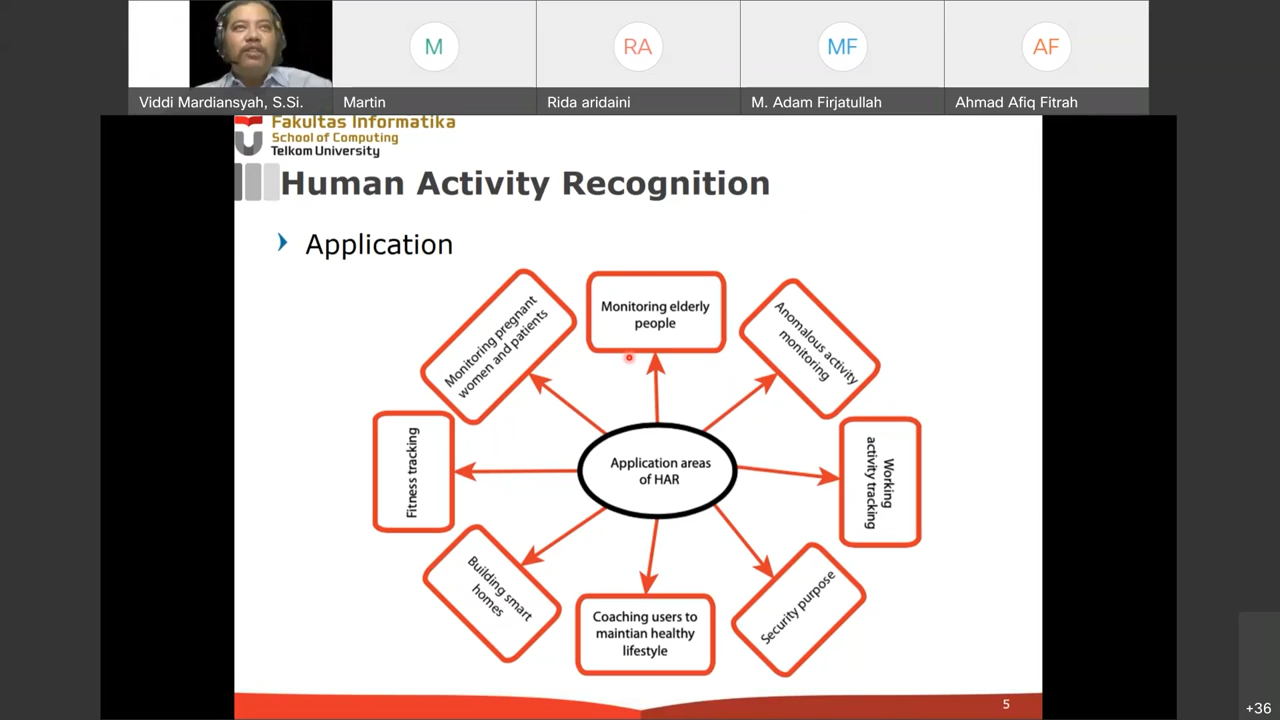 M
RA
MF
AF
Viddi Mardiansyah, S.Si.
Martin
Rida aridaini
M. Adam Firjatullah
Ahmad Afiq Fitrah
Fakultas Informatika
School of Computing
Telkom University
Human Activity Recognition
Application
Monitoring pregnant
women and patients
Monitoring elderly
people
Anomalous activity
monitoring
Fitness tracking
Application areas
of HAR
Working
activity tracking
Building smart
homes
Coaching users to
maintian healthy
lifestyle
Security purpose
5
+36